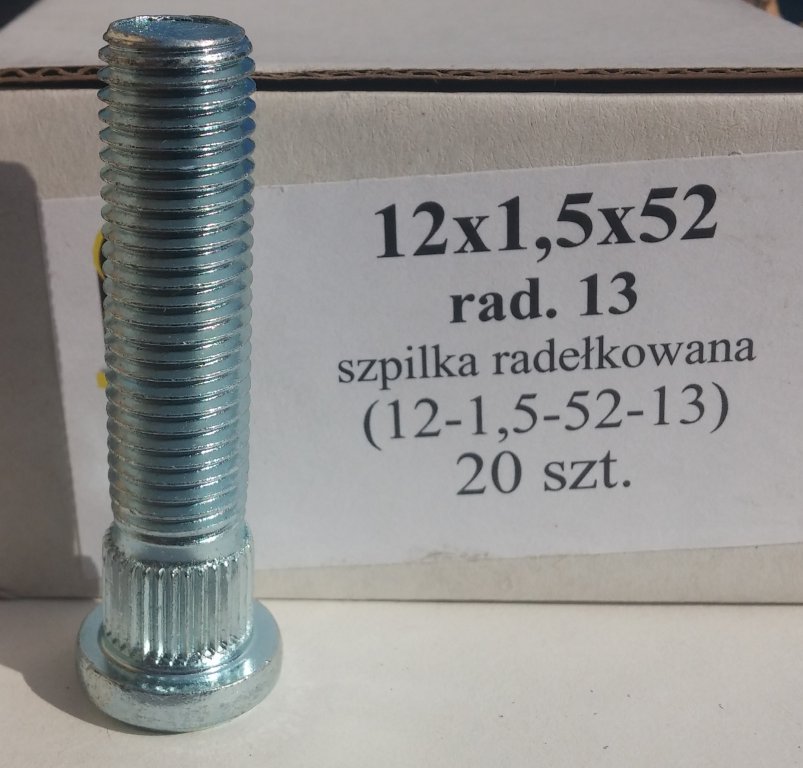 12x1,5x52
rad. 13
szpilka radełkowana
(12-1,5-52-13)
20 szt.